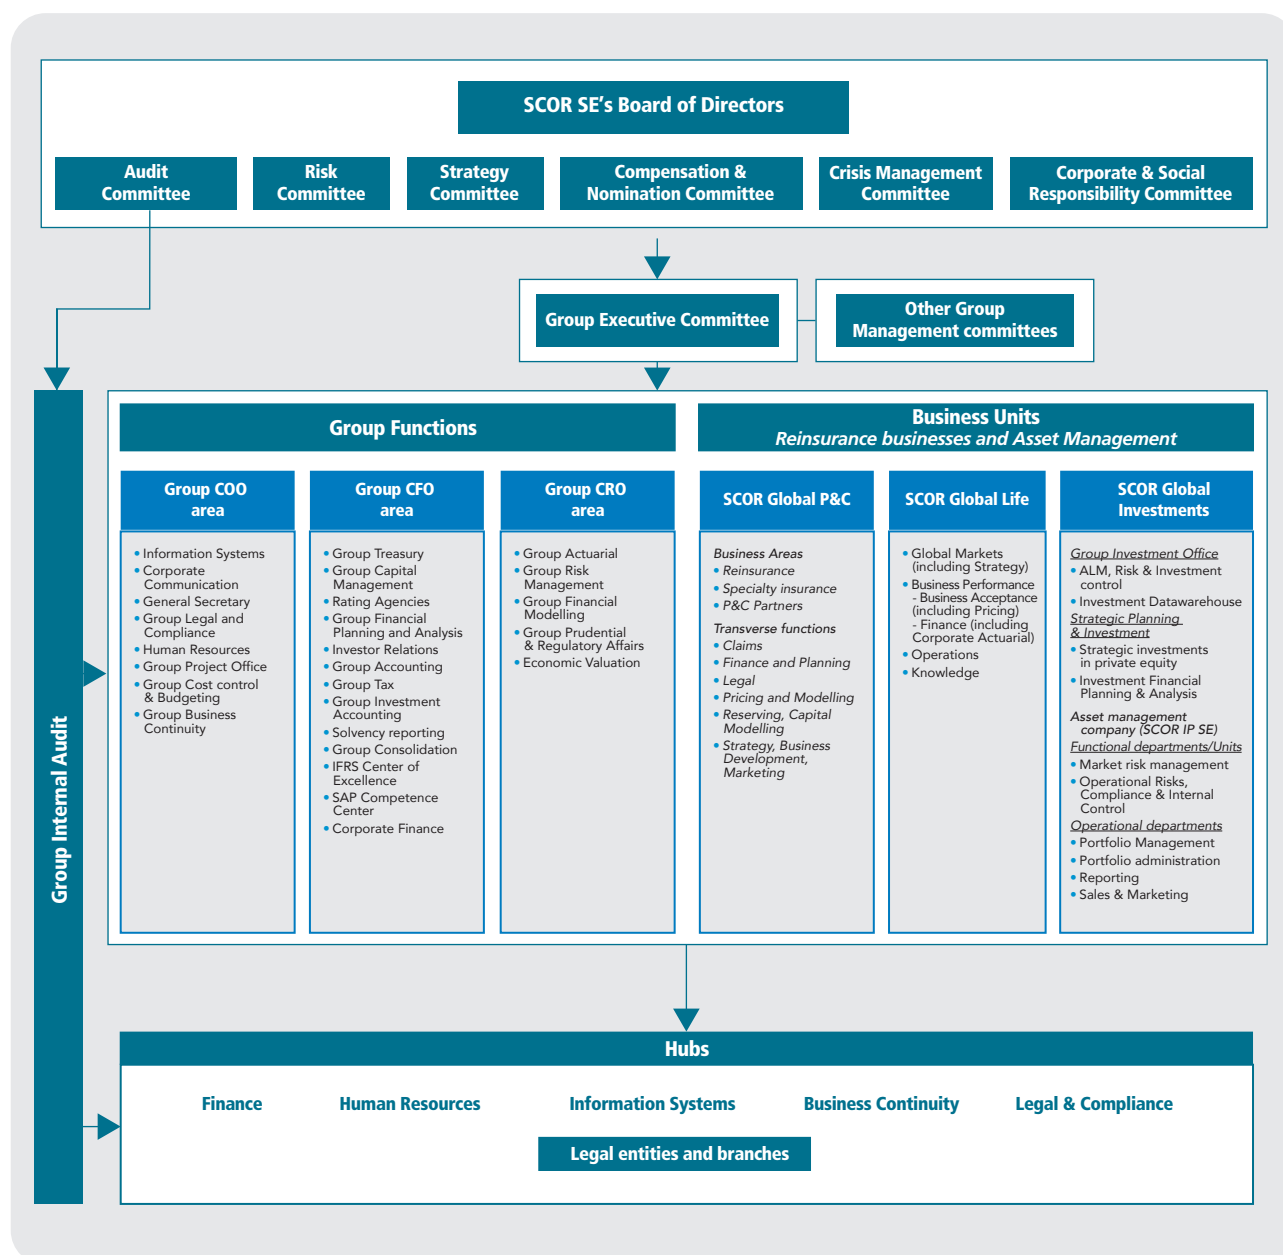 SCOR SE's Board of Directors
Audit
Committee
Risk
Committee
Strategy
Committee
Compensation &
Nomination Committee
Crisis Management
Committee
Corporate & Social
Responsibility Committee
Group Executive Committee
Other Group
Management committees
Group Internal Audit
Group Functions
Business Units
Reinsurance businesses and Asset Management
Group COO
area
• Information Systems
• Corporate
Communication
• General Secretary
• Group Legal and
Compliance
• Human Resources
• Group Project Office
• Group Cost control
& Budgeting
• Group Business
Continuity
Group CFO
area
• Group Treasury
• Group Capital
Management
• Rating Agencies
• Group Financial
Planning and Analysis
• Investor Relations
• Group Accounting
• Group Tax
• Group Investment
Accounting
• Solvency reporting
• Group Consolidation
• IFRS Center of
Excellence
• SAP Competence
Center
• Corporate Finance
Group CRO
area
• Group Actuarial
• Group Risk
Management
• Group Financial
Modelling
• Group Prudential
& Regulatory Affairs
• Economic Valuation
SCOR Global P&C
Business Areas
• Reinsurance
• Specialty insurance
• P&C Partners
Transverse functions
• Claims
• Finance and Planning
• Legal
• Pricing and Modelling
• Reserving, Capital
Modelling
• Strategy, Business
Development,
Marketing
SCOR Global Life
• Global Markets
(including Strategy)
• Business Performance
- Business Acceptance
(including Pricing)
- Finance (including
Corporate Actuarial)
• Operations
• Knowledge
SCOR Global
Investments
Group Investment Office
• ALM, Risk & Investment
control
• Investment Datawarehouse
Strategic Planning
& Investment
• Strategic investments
in private equity
• Investment Financial
Planning & Analysis
Asset management
company (SCOR IP SE)
Functional departments/Units
• Market risk management
• Operational Risks,
Compliance & Internal
Control
Operational departments
• Portfolio Management
• Portfolio administration
• Reporting
• Sales & Marketing
Hubs
Finance
Human Resources
Information Systems
Business Continuity
Legal & Compliance
Legal entities and branches